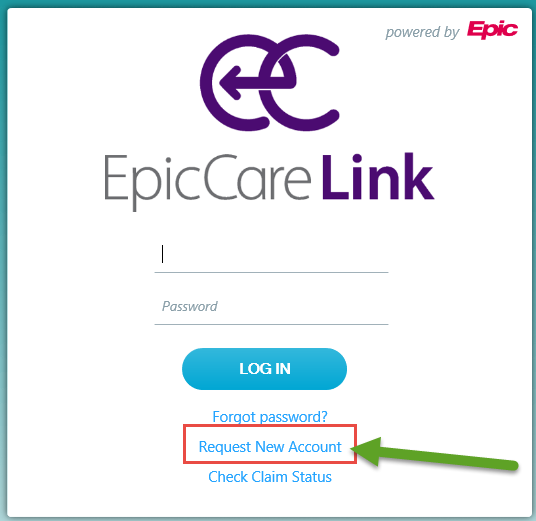 powered by Epic
EpicCare Link
Password
LOG IN
Forgot password?
Request New Account
Check Claim Status